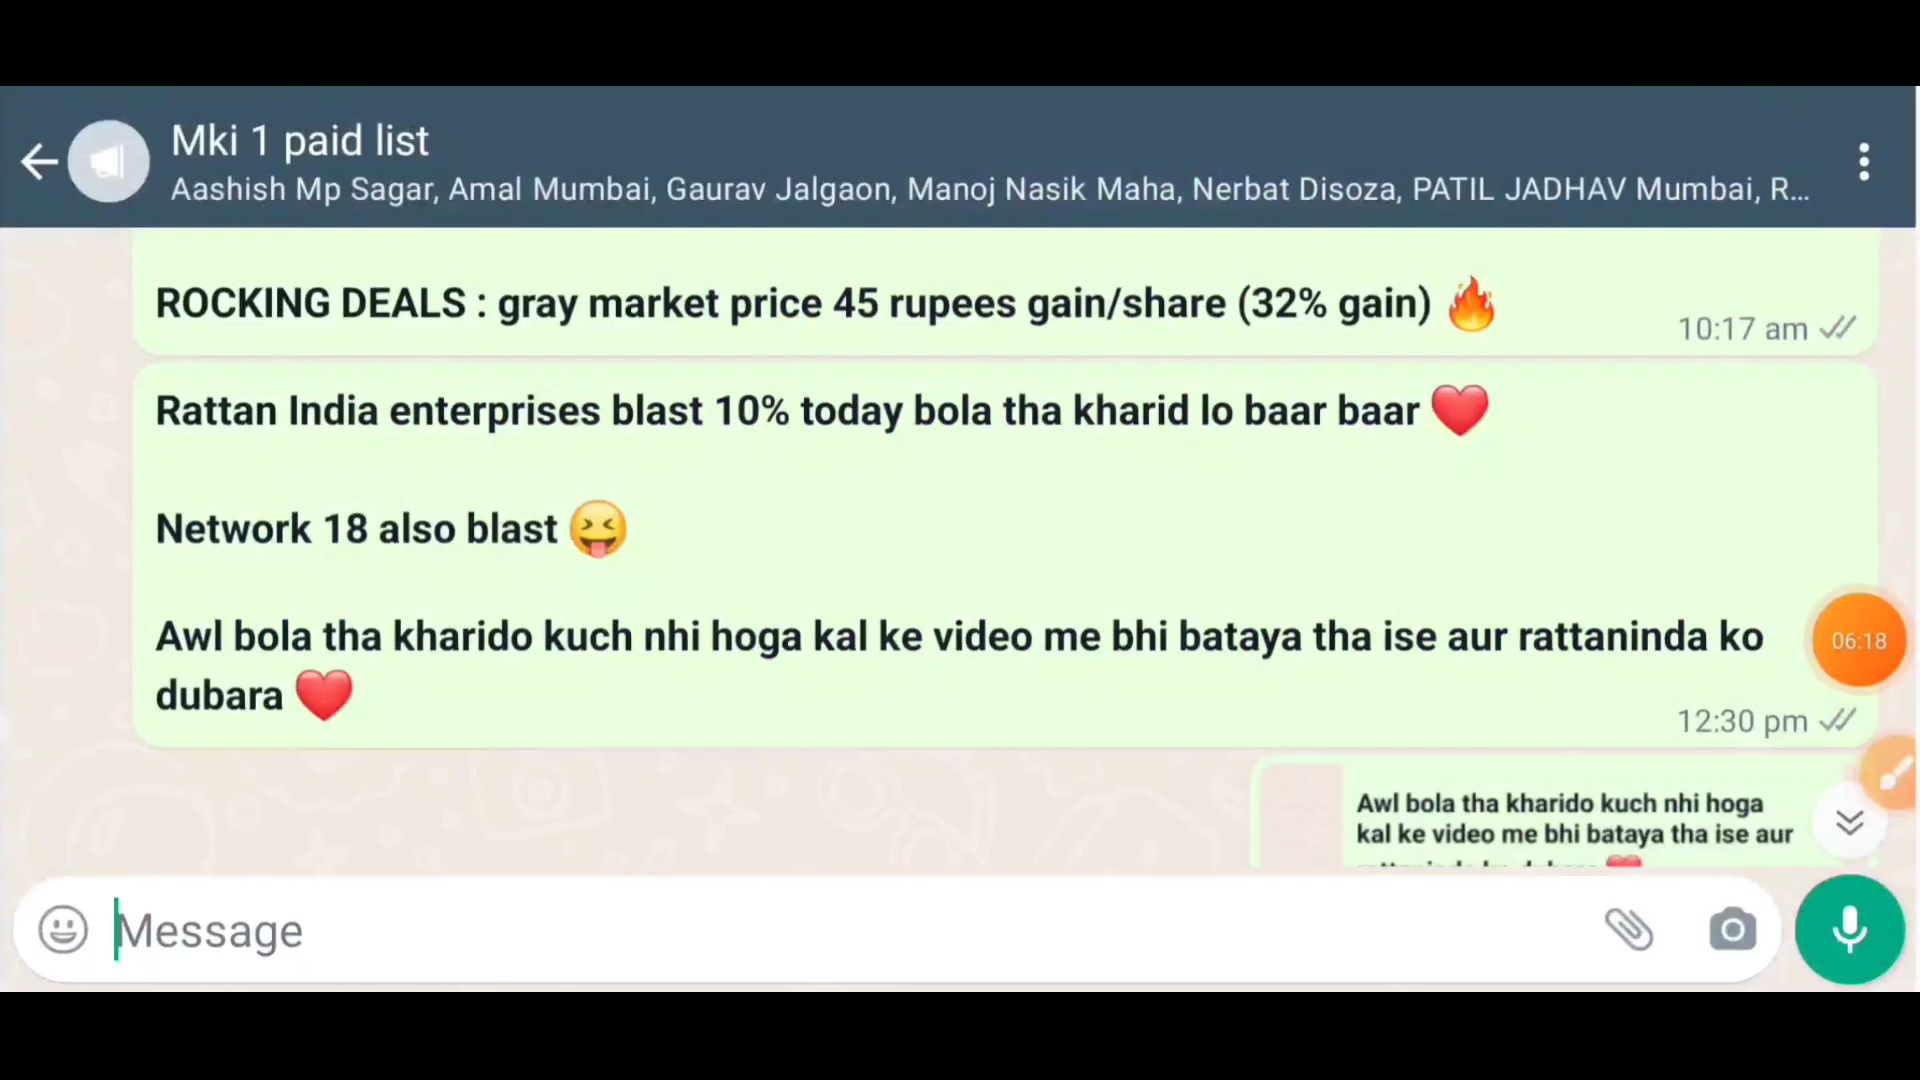 Mki 1 paid list
Aashish Mp Sagar, Amal Mumbai, Gaurav Jalgaon, Manoj Nasik Maha, Nerbat Disoza, PATIL JADHAV Mumbai, R...
ROCKING DEALS : gray market price 45 rupees gain/share (32% gain) 🔥
10:17 am
Rattan India enterprises blast 10% today bola tha kharid lo baar baar ❤️
Network 18 also blast 😝
Awl bola tha kharido kuch nhi hoga kal ke video me bhi bataya tha ise aur rattaninda ko
dubara ❤️
06:18
12:30 pm
Awl bola tha kharido kuch nhi hoga
kal ke video me bhi bataya tha ise aur
Message